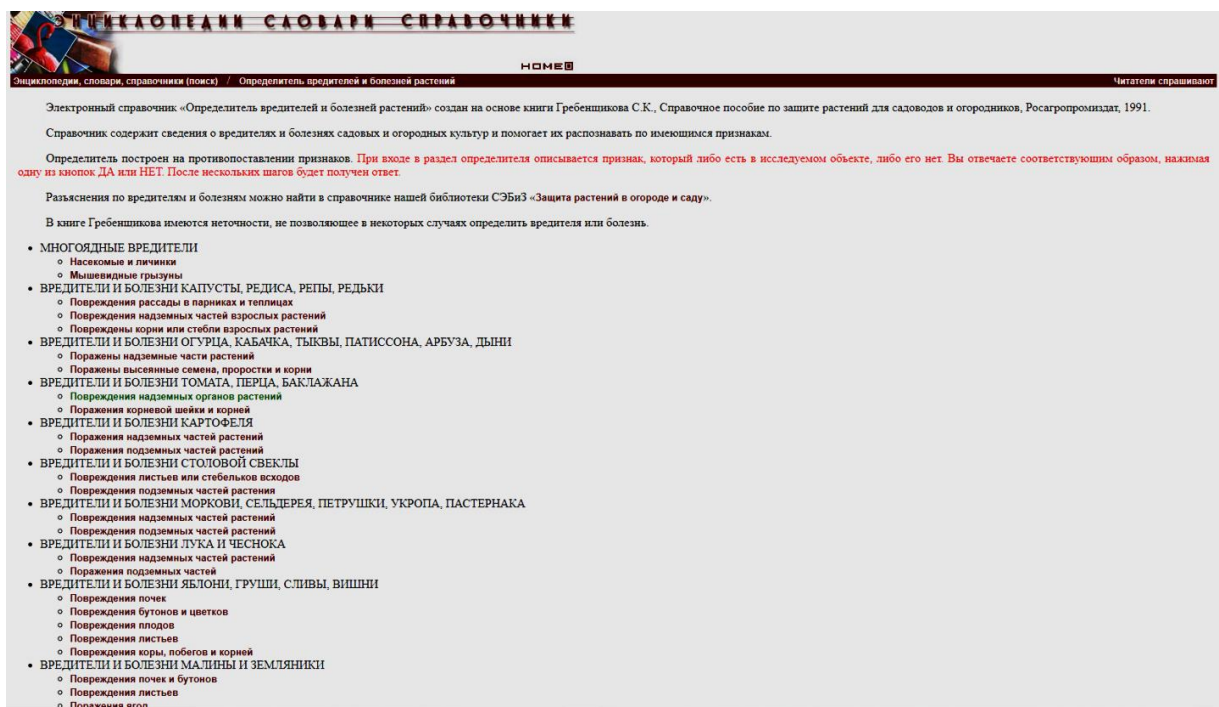 ЭНЦИКЛОПЕДИИ СЛОВАРИ СПРАВОЧНИКИ
HOME
Энциклопедии, словари, справочники (поиск) / Определитель вредителей и болезней растений Читатели спрашивают
Электронный справочник «Определитель вредителей и болезней растений» создан на основе книги Гребенщикова С.К., Справочное пособие по защите растений для садоводов и огородников, Росагропромиздат, 1991.
Справочник содержит сведения о вредителях и болезнях садовых и огородных культур и помогает их распознавать по имеющимся признакам.
Определитель построен на противопоставлении признаков. При входе в раздел определителя описывается признак, который либо есть в исследуемом объекте, либо его нет. Вы отвечаете соответствующим образом, нажимая
одну из кнопок ДА или НЕТ. После нескольких шагов будет получен ответ.
Разъяснения по вредителям и болезням можно найти в справочнике нашей библиотеки СЭБиЗ «Защита растений в огороде и саду».
В книге Гребенщикова имеются неточности, не позволяющее в некоторых случаях определить вредителя или болезнь.
• МНОГОЯДНЫЕ ВРЕДИТЕЛИ
Насекомые и личинки
Мышевидные грызуны
• ВРЕДИТЕЛИ И БОЛЕЗНИ КАПУСТЫ, РЕДИСА, РЕПЫ, РЕДЬКИ
Повреждения рассады в парниках и теплицах
Повреждения надземных частей взрослых растений
Повреждены корни или стебли взрослых растений
• ВРЕДИТЕЛИ И БОЛЕЗНИ ОГУРЦА, КАБАЧКА, ТЫКВЫ, ПАТИССОНА, АРБУЗА, ДЫНИ
Поражены надземные части растений
Поражены высеянные семена, проростки и корни
• ВРЕДИТЕЛИ И БОЛЕЗНИ ТОМАТА, ПЕРЦА, БАКЛАЖАНА
Повреждения надземных органов растений
Поражения корневой шейки и корней
• ВРЕДИТЕЛИ И БОЛЕЗНИ КАРТОФЕЛЯ
Поражения надземных частей растений
Поражения подземных частей растений
• ВРЕДИТЕЛИ И БОЛЕЗНИ СТОЛОВОЙ СВЕКЛЫ
Повреждения листьев или стебельков всходов
Повреждения подземных частей растения
• ВРЕДИТЕЛИ И БОЛЕЗНИ МОРКОВИ, СЕЛЬДЕРЕЯ, ПЕТРУШКИ, УКРОПА, ПАСТЕРНАКА
Повреждения надземных частей растений
Повреждения подземных частей растений
• ВРЕДИТЕЛИ И БОЛЕЗНИ ЛУКА И ЧЕСНОКА
Повреждения надземных частей растений
Поражения подземных частей
• ВРЕДИТЕЛИ И БОЛЕЗНИ ЯБЛОНИ, ГРУШИ, СЛИВЫ, ВИШНИ
Повреждения почек
Повреждения бутонов и цветков
Повреждения плодов
Повреждения листьев
Повреждения коры, побегов и корней
• ВРЕДИТЕЛИ И БОЛЕЗНИ МАЛИНЫ И ЗЕМЛЯНИКИ
Повреждения почек и бутонов
Повреждения листьев
Поражения ягод